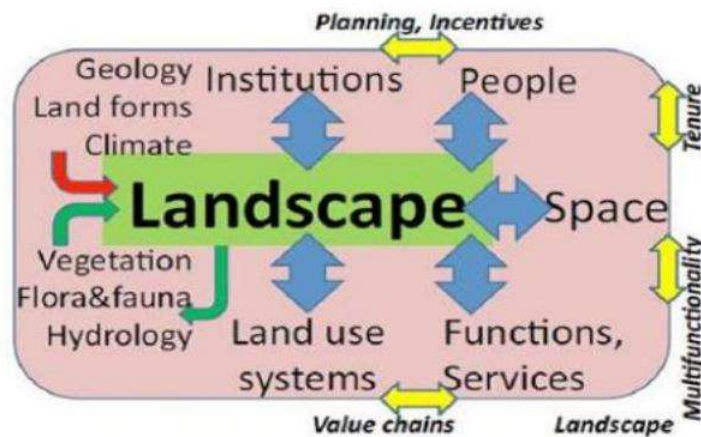 Planning, Incentives
Geology
Land forms
Climate
Institutions
People
Tenure
Landscape
Space
Vegetation
Flora&fauna
Hydrology
Land use
systems
Functions,
Services
Multifunctionality
Value chains
Landscape